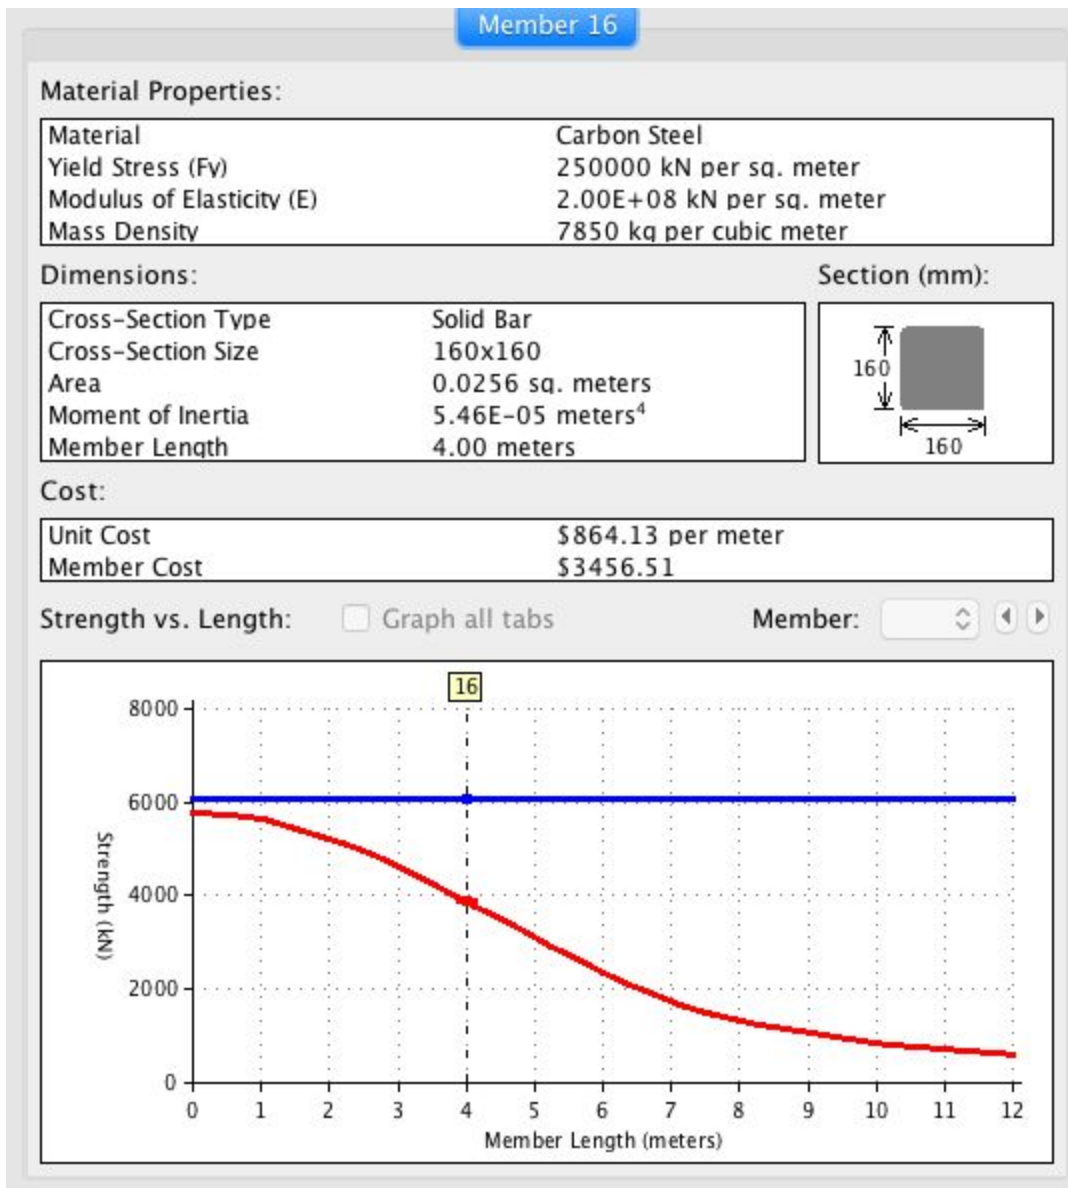 Member 16
Material Properties:
Material Carbon Steel
Yield Stress (Fy) 250000 kN per sq. meter
Modulus of Elasticity (E) 2.00E+08 kN per sq. meter
Mass Density 7850 kg per cubic meter
Dimensions: Section (mm):
Cross-Section Type Solid Bar
Cross-Section Size 160x160
Area 0.0256 sq. meters
Moment of Inertia 5.46E-05 meters⁴
Member Length 4.00 meters
160
160
Cost:
Unit Cost $864.13 per meter
Member Cost $3456.51
Strength vs. Length: Graph all tabs Member:
16
8000
6000
4000
2000
0
Strength (kN)
0 1 2 3 4 5 6 7 8 9 10 11 12
Member Length (meters)